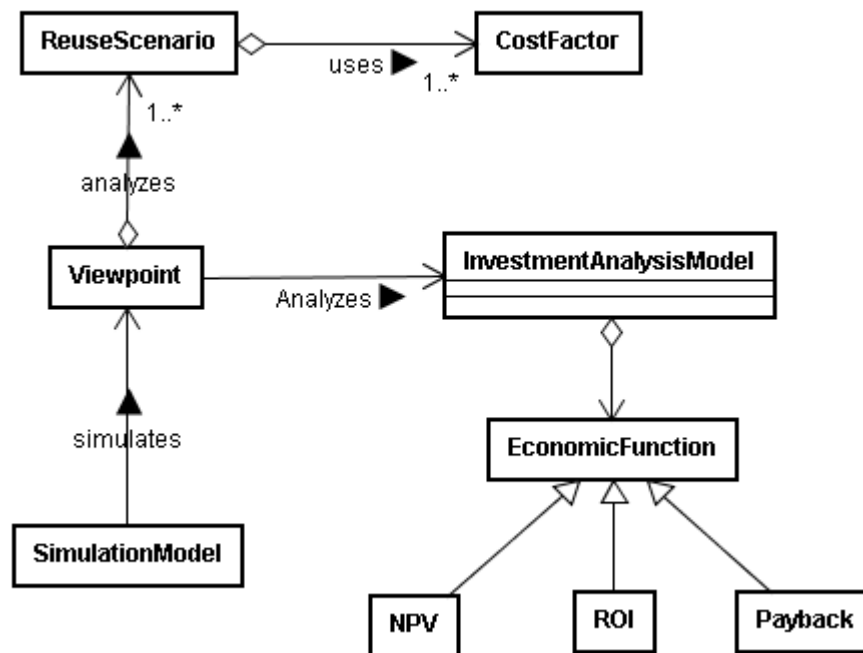 ReuseScenario
CostFactor
uses
1..*
1..*
analyzes
Viewpoint
InvestmentAnalysisModel
Analyzes
simulates
EconomicFunction
SimulationModel
NPV
ROI
Payback